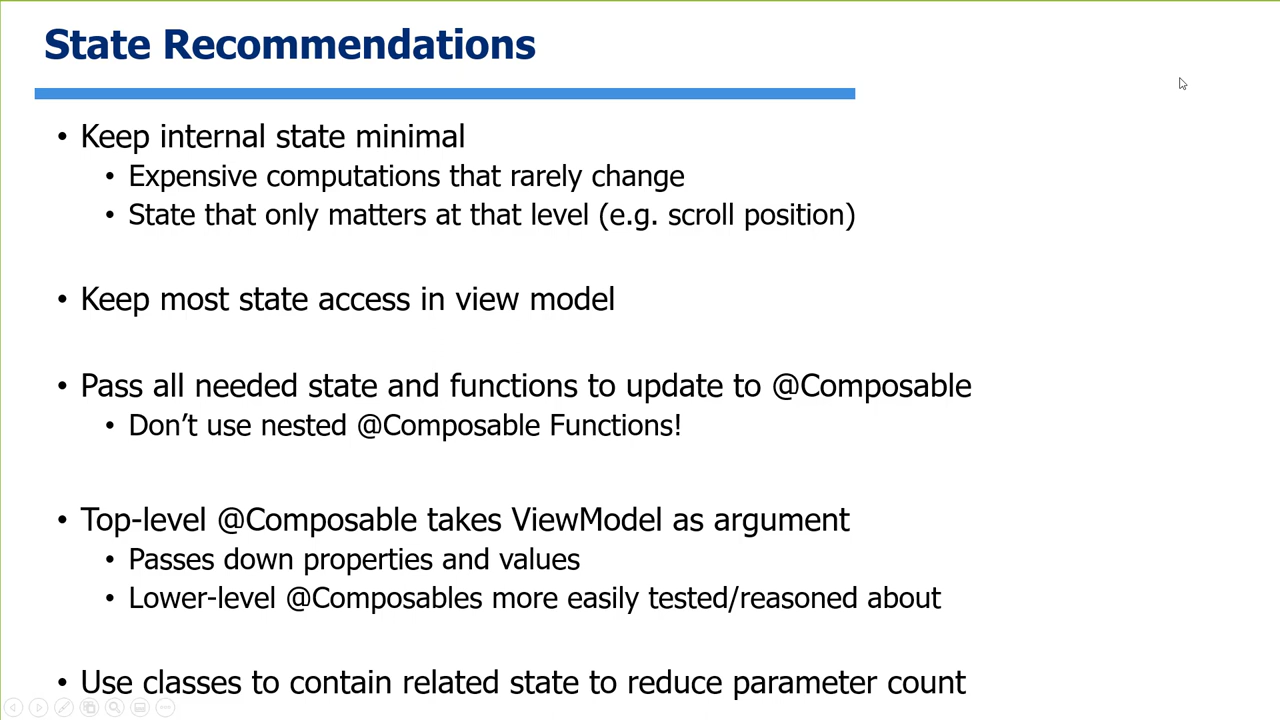 State Recommendations
• Keep internal state minimal
• Expensive computations that rarely change
• State that only matters at that level (e.g. scroll position)
• Keep most state access in view model
• Pass all needed state and functions to update to @Composable
• Don’t use nested @Composable Functions!
• Top-level @Composable takes ViewModel as argument
• Passes down properties and values
• Lower-level @Composables more easily tested/reasoned about
• Use classes to contain related state to reduce parameter count